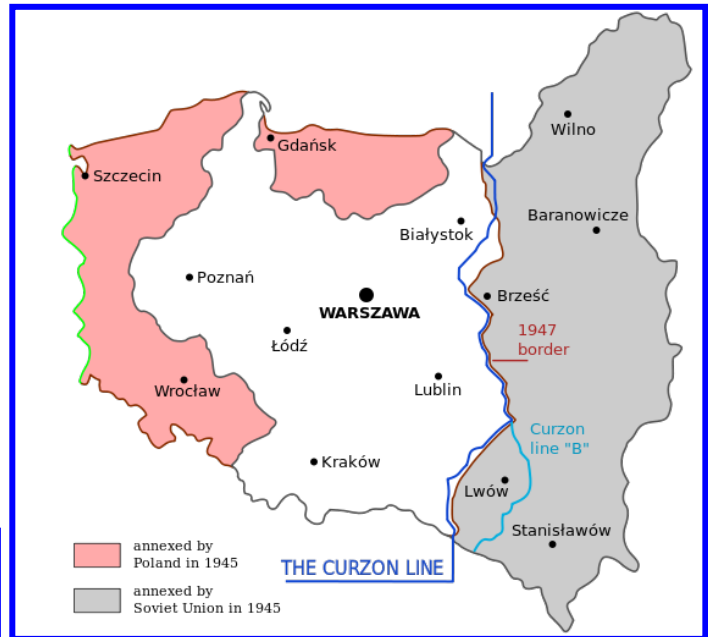 Wilno
Gdańsk
Szczecin
Baranowicze
Białystok
Poznań
Brześć
WARSZAWA
1947
border
Łódź
Wrocław
Lublin
Curzon
line "B"
Kraków
Lwów
Stanisławów
annexed by
Poland in 1945
THE CURZON LINE
annexed by
Soviet Union in 1945